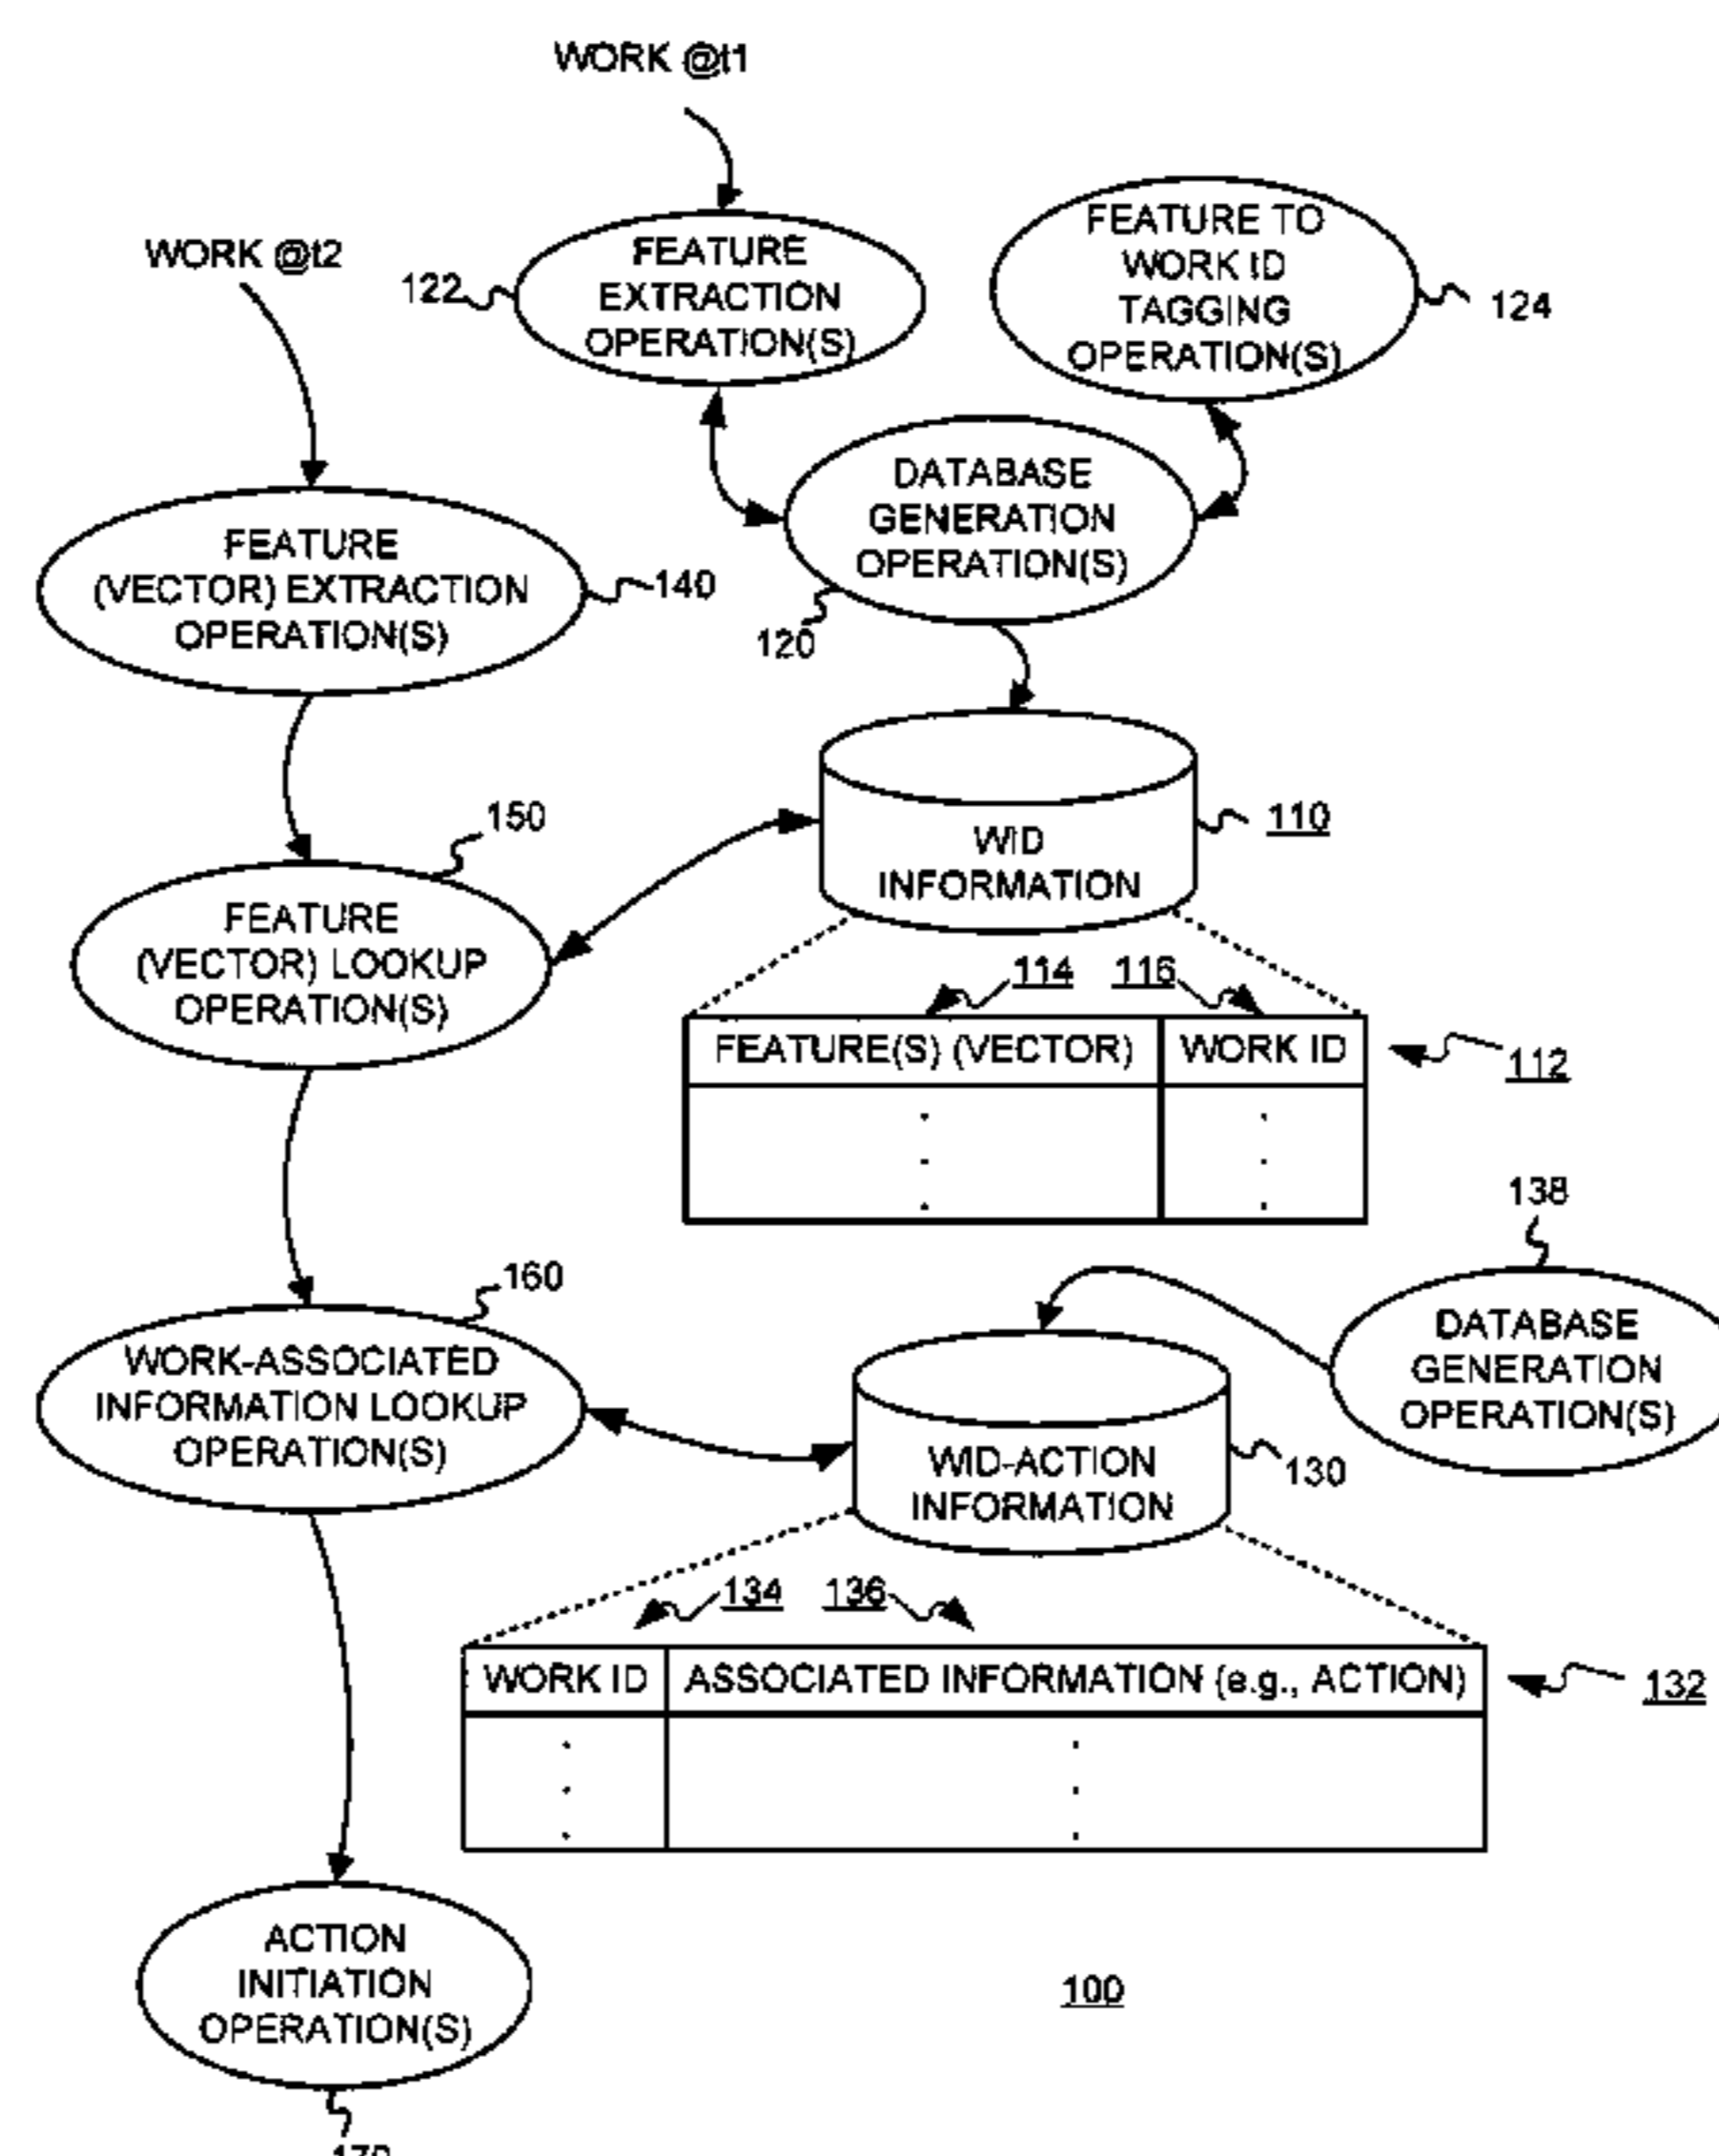 WORK @t1
WORK @t2
122
FEATURE
EXTRACTION
OPERATION(S)
FEATURE TO
WORK ID
TAGGING
OPERATION(S)
124
FEATURE
(VECTOR) EXTRACTION
OPERATION(S)
140
DATABASE
GENERATION
OPERATION(S)
120
150
FEATURE
(VECTOR) LOOKUP
OPERATION(S)
WID
INFORMATION
110
114 116
FEATURE(S) (VECTOR) WORK ID
112
138
DATABASE
GENERATION
OPERATION(S)
160
WORK-ASSOCIATED
INFORMATION LOOKUP
OPERATION(S)
WID-ACTION
INFORMATION
130
134 136
WORK ID ASSOCIATED INFORMATION (e.g., ACTION)
132
ACTION
INITIATION
OPERATION(S)
100